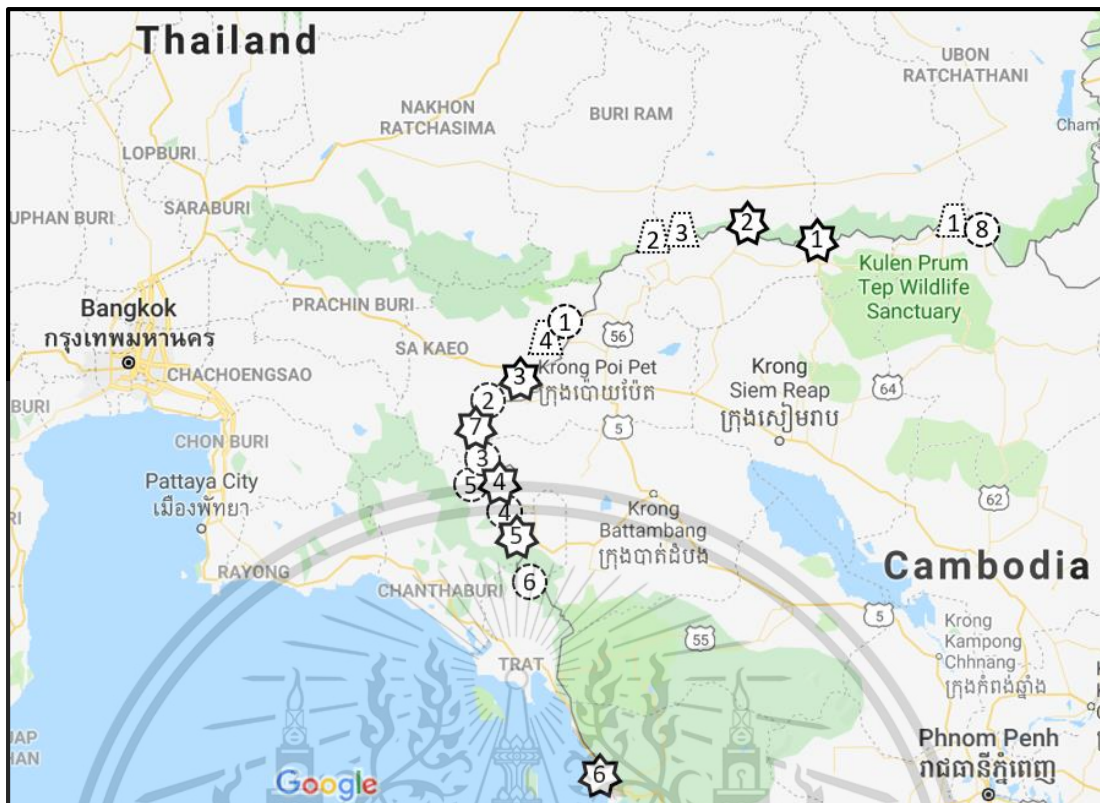 Thailand
UBON
RATCHATHANI
NAKHON
RATCHASIMA
BURI RAM
Cham
LOPBURI
SARABURI
UPHAN BURI
2
3
2
1
1
8
Kulen Prum
Tep Wildlife
Sanctuary
PRACHIN BURI
Bangkok
กรุงเทพมหานคร
1
4
56
SA KAEO
Krong Poi Pet
ក្រុងប៉ោយប៉ែត
3
CHACHOENGSAO
Krong
Siem Reap
ក្រុងសៀមរាប
64
BURI
2
7
5
CHON BURI
3
5
4
4
Pattaya City
เมืองพัทยา
Krong
Battambang
ក្រុងបាត់ដំបង
62
5
RAYONG
CHANTHABURI
6
Cambodia
5
Krong
Kampong
Chhnang
ក្រុងកំពង់ឆ្នាំង
55
TRAT
Phnom Penh
រាជធានីភ្នំពេញ
6
Google